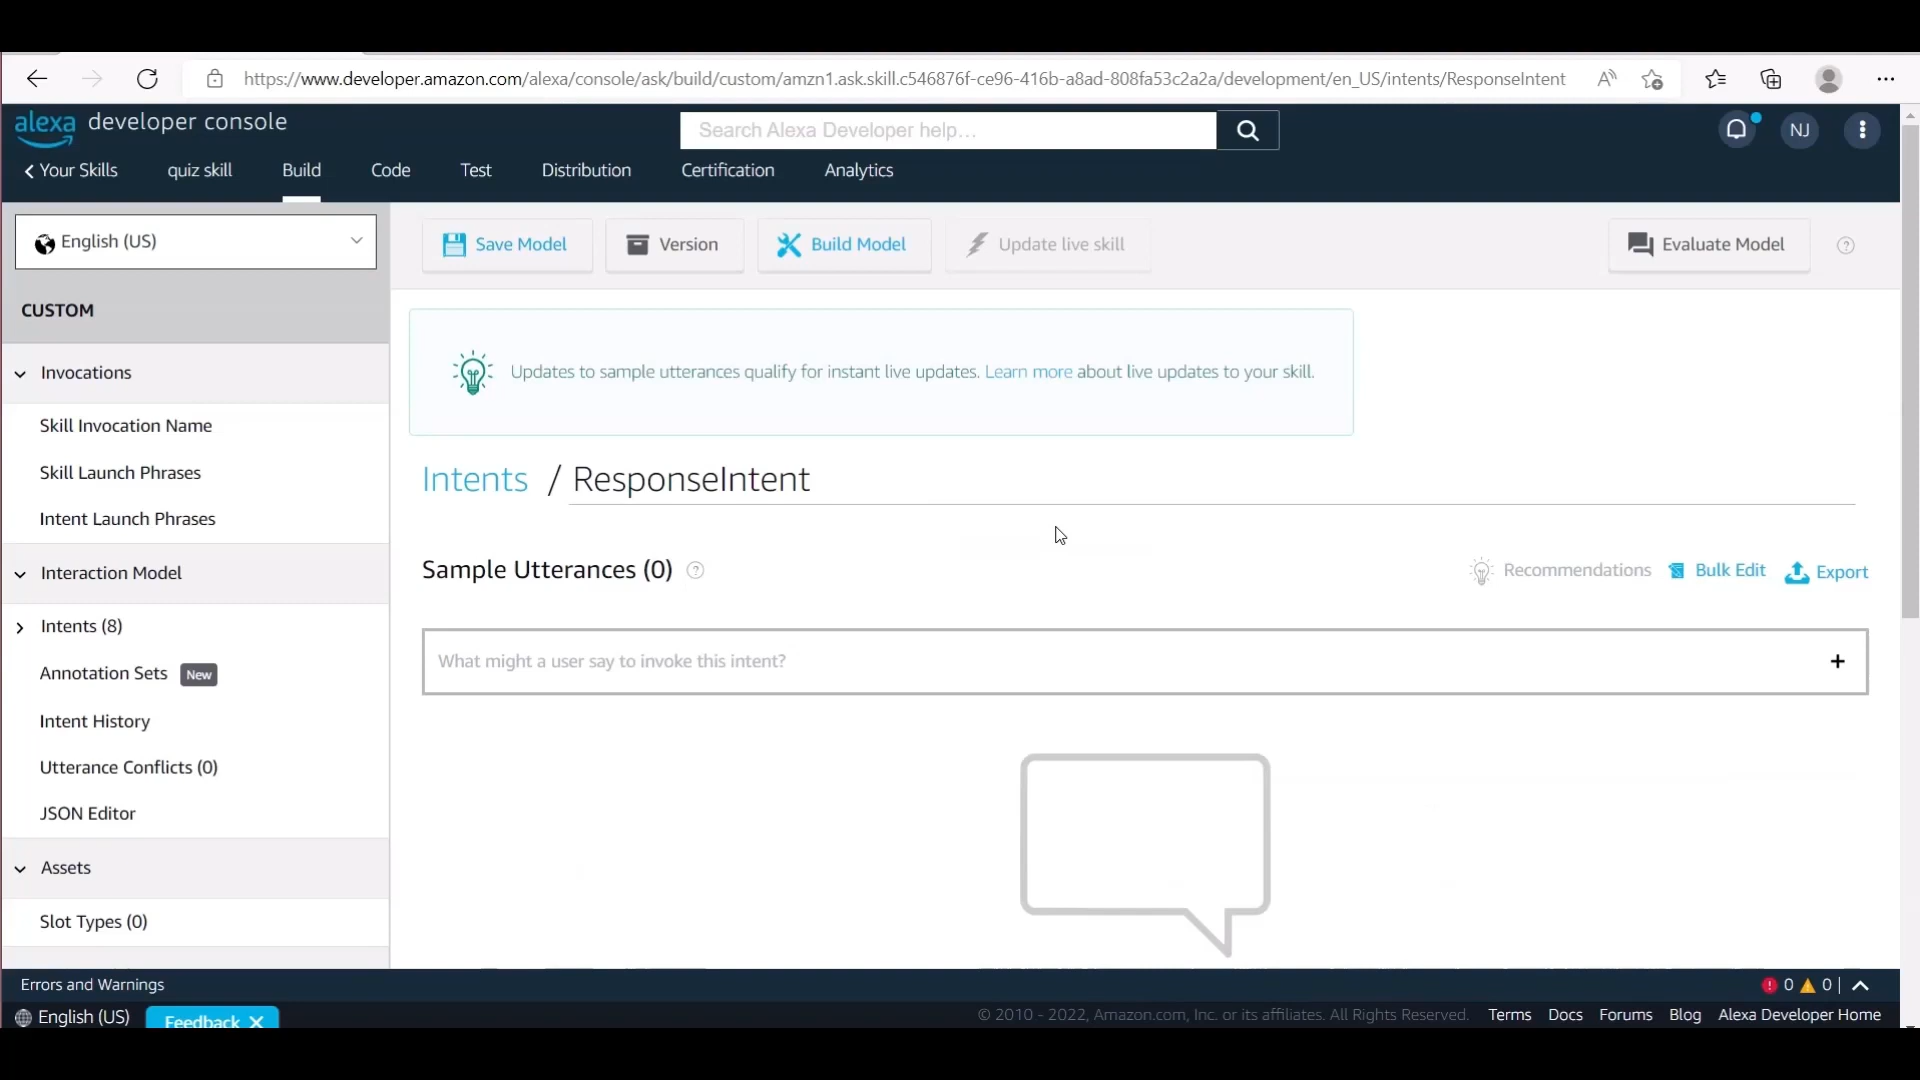 https://www.developer.amazon.com/alexa/console/ask/build/custom/amzn1.ask.skill.c546876f-ce96-416b-a8ad-808fa53c2a2a/development/en_US/intents/ResponseIntent
alexa developer console
Search Alexa Developer help...
NJ
Your Skills quiz skill Build Code Test Distribution Certification Analytics
English (US)
Save Model Version Build Model Update live skill Evaluate Model ?
CUSTOM
Updates to sample utterances qualify for instant live updates. Learn more about live updates to your skill.
Invocations
Skill Invocation Name
Skill Launch Phrases
Intent Launch Phrases
Intents / ResponseIntent
Sample Utterances (0) ?
Recommendations Bulk Edit Export
What might a user say to invoke this intent? +
Interaction Model
Intents (8)
Annotation Sets New
Intent History
Utterance Conflicts (0)
JSON Editor
Assets
Slot Types (0)
Errors and Warnings
0 0 |
English (US) Feedback
© 2010 - 2022, Amazon.com, Inc. or its affiliates. All Rights Reserved. Terms Docs Forums Blog Alexa Developer Home